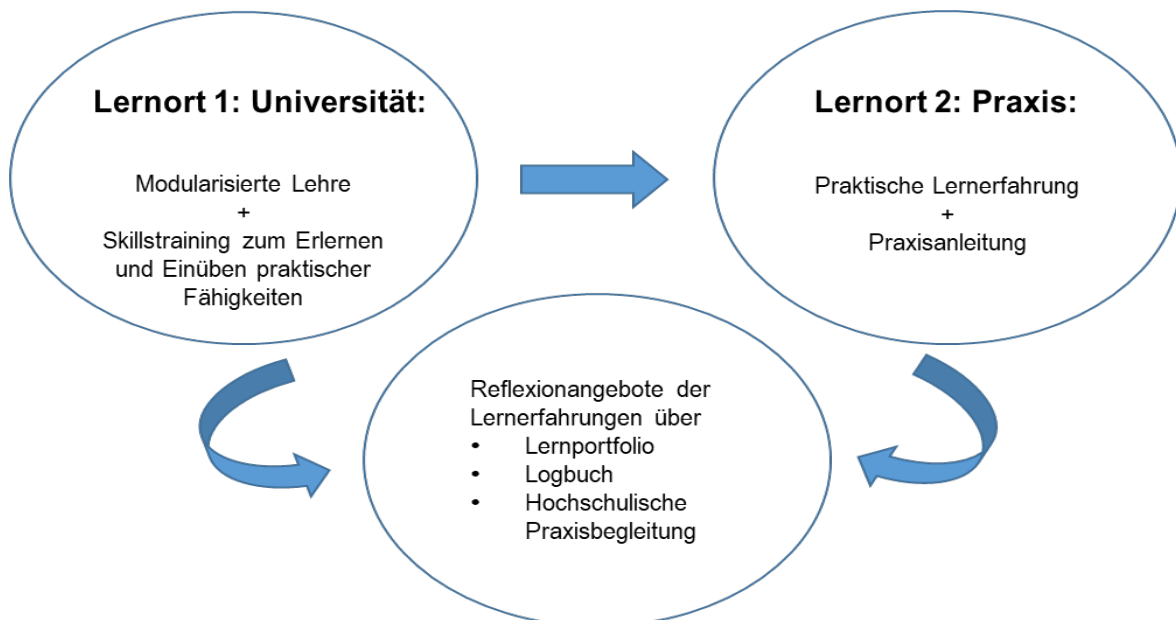 Lernort 1: Universität:
Modularisierte Lehre
+
Skillstraining zum Erlernen
und Einüben praktischer
Fähigkeiten
Lernort 2: Praxis:
Praktische Lernerfahrung
+
Praxisanleitung
Reflexionangebote der
Lernerfahrungen über
• Lernportfolio
• Logbuch
• Hochschulische
Praxisbegleitung